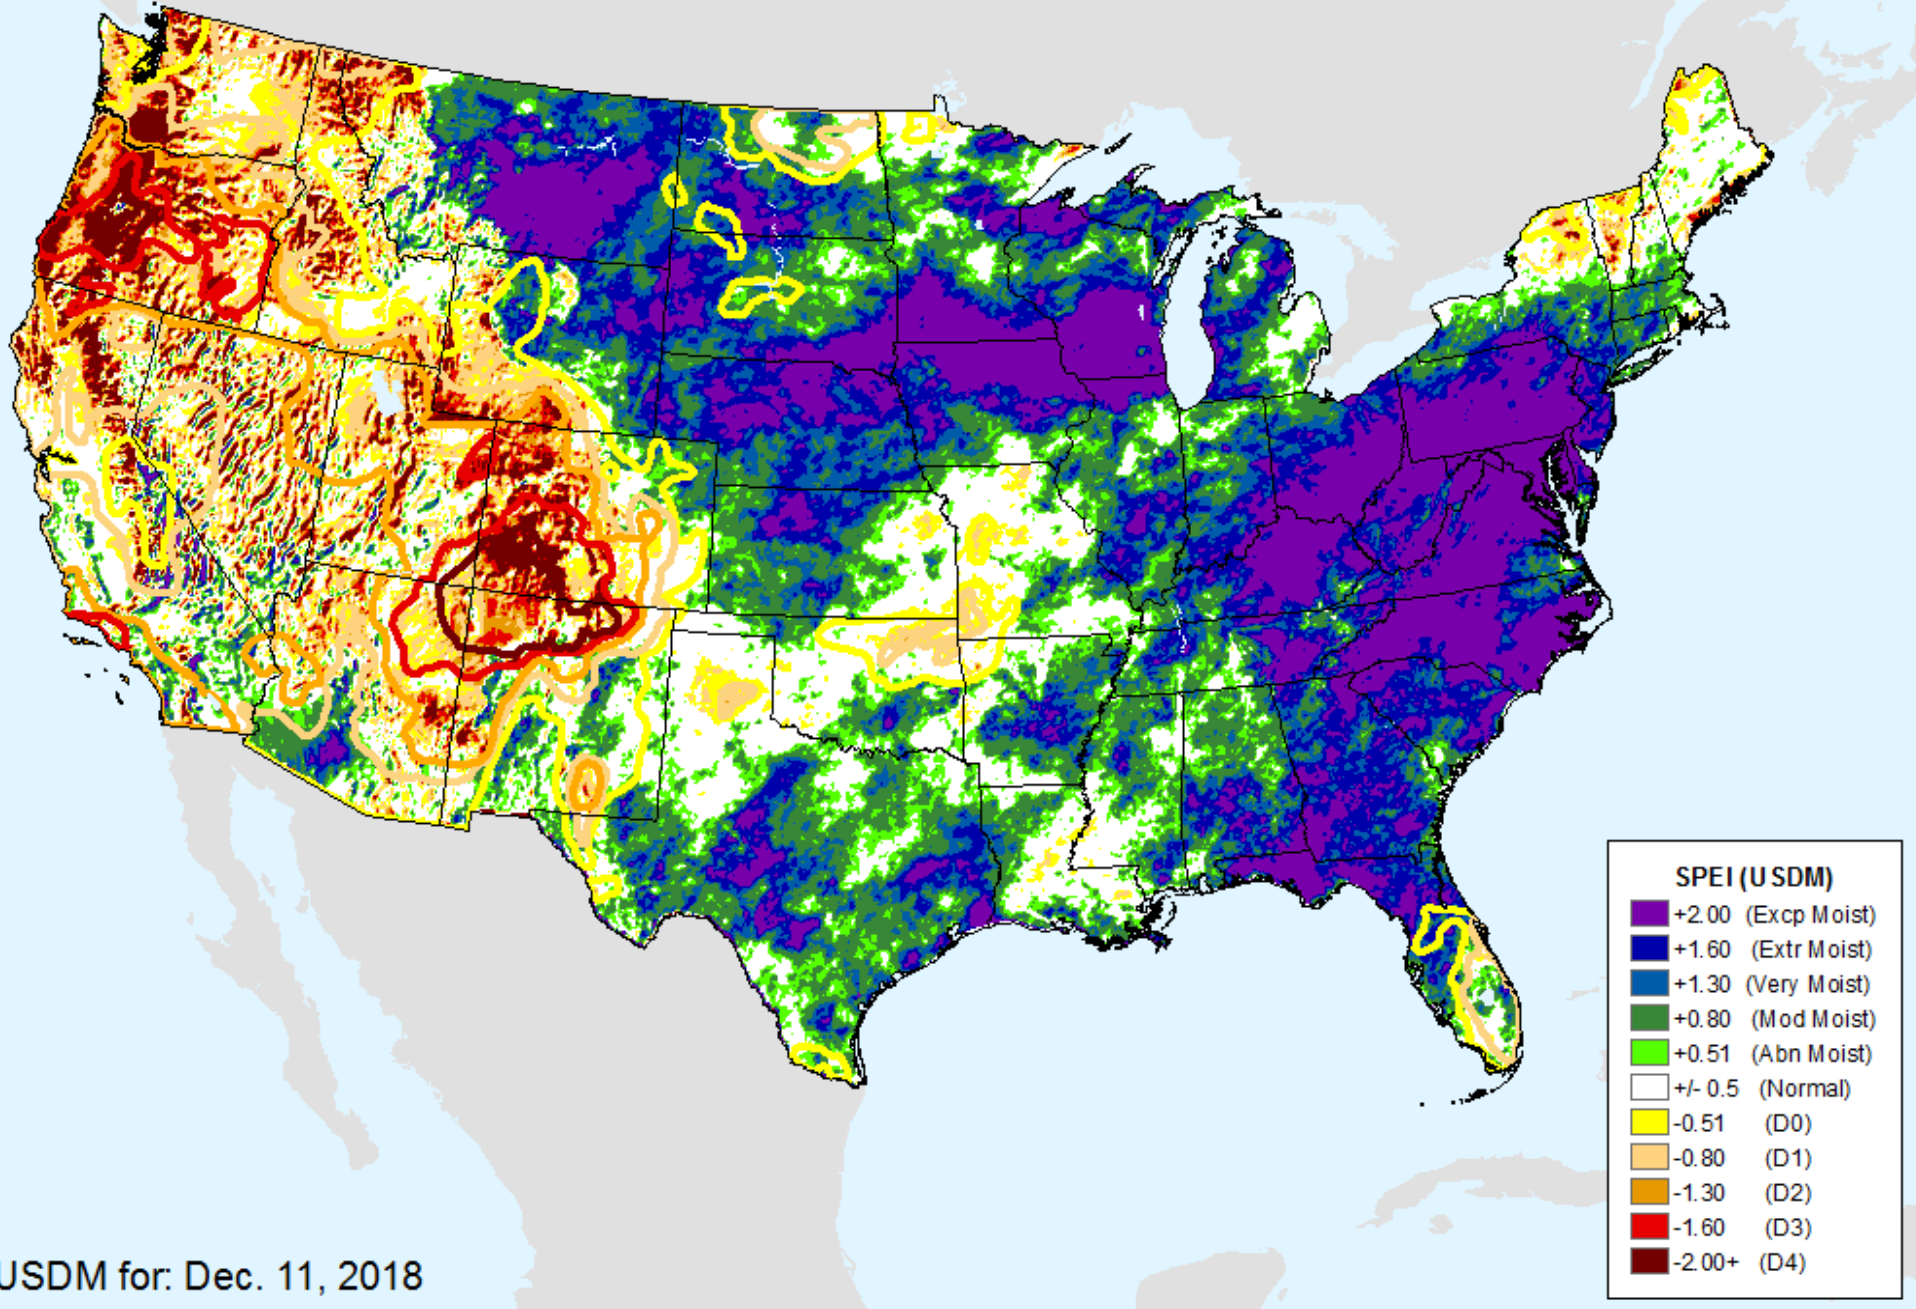 SPEI (USDM)
+2.00 (Excp Moist)
+1.60 (Extr Moist)
+1.30 (Very Moist)
+0.80 (Mod Moist)
+0.51 (Abn Moist)
+/- 0.5 (Normal)
-0.51 (D0)
-0.80 (D1)
-1.30 (D2)
-1.60 (D3)
-2.00+ (D4)
USDM for: Dec. 11, 2018